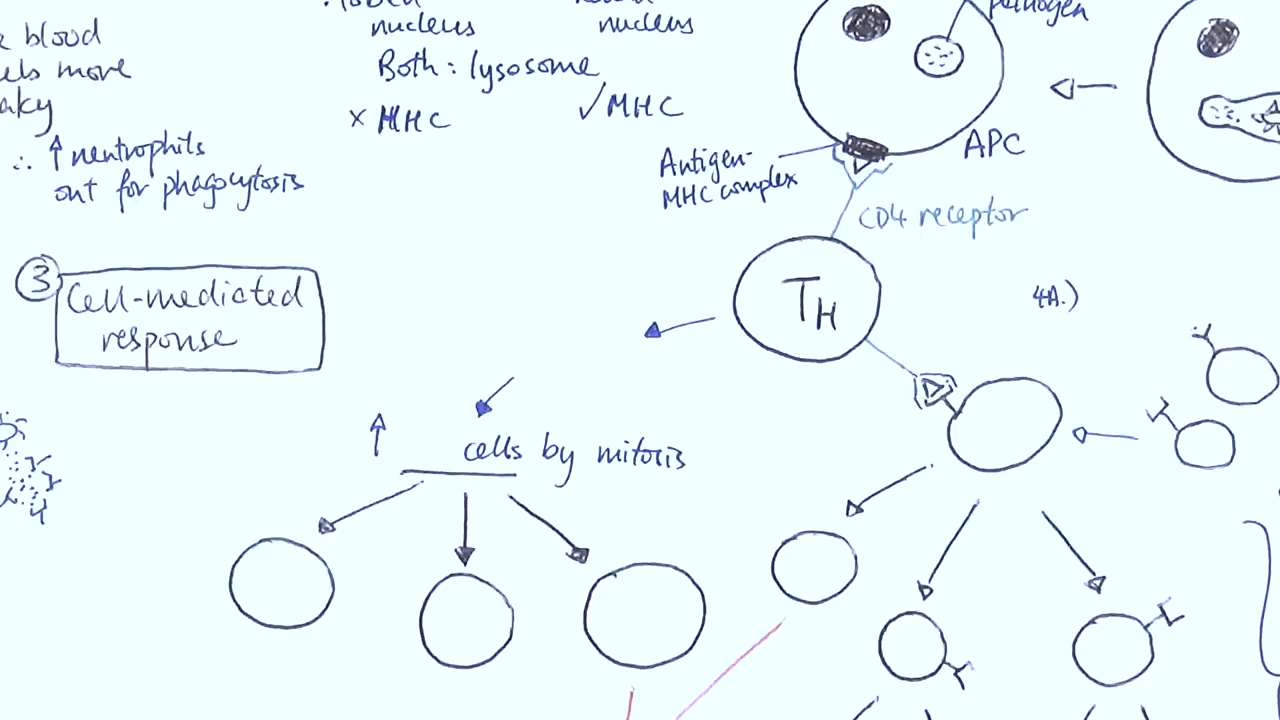 blood
move
∴ ↑ neutrophils
out for phagocytosis
nucleus
nucleus
Both : lysosome
× MHC
✓ MHC
pathogen
Antigen-
MHC complex
APC
CD4 receptor
TH
③ Cell-mediated
response
4A.)
↑ cells by mitosis